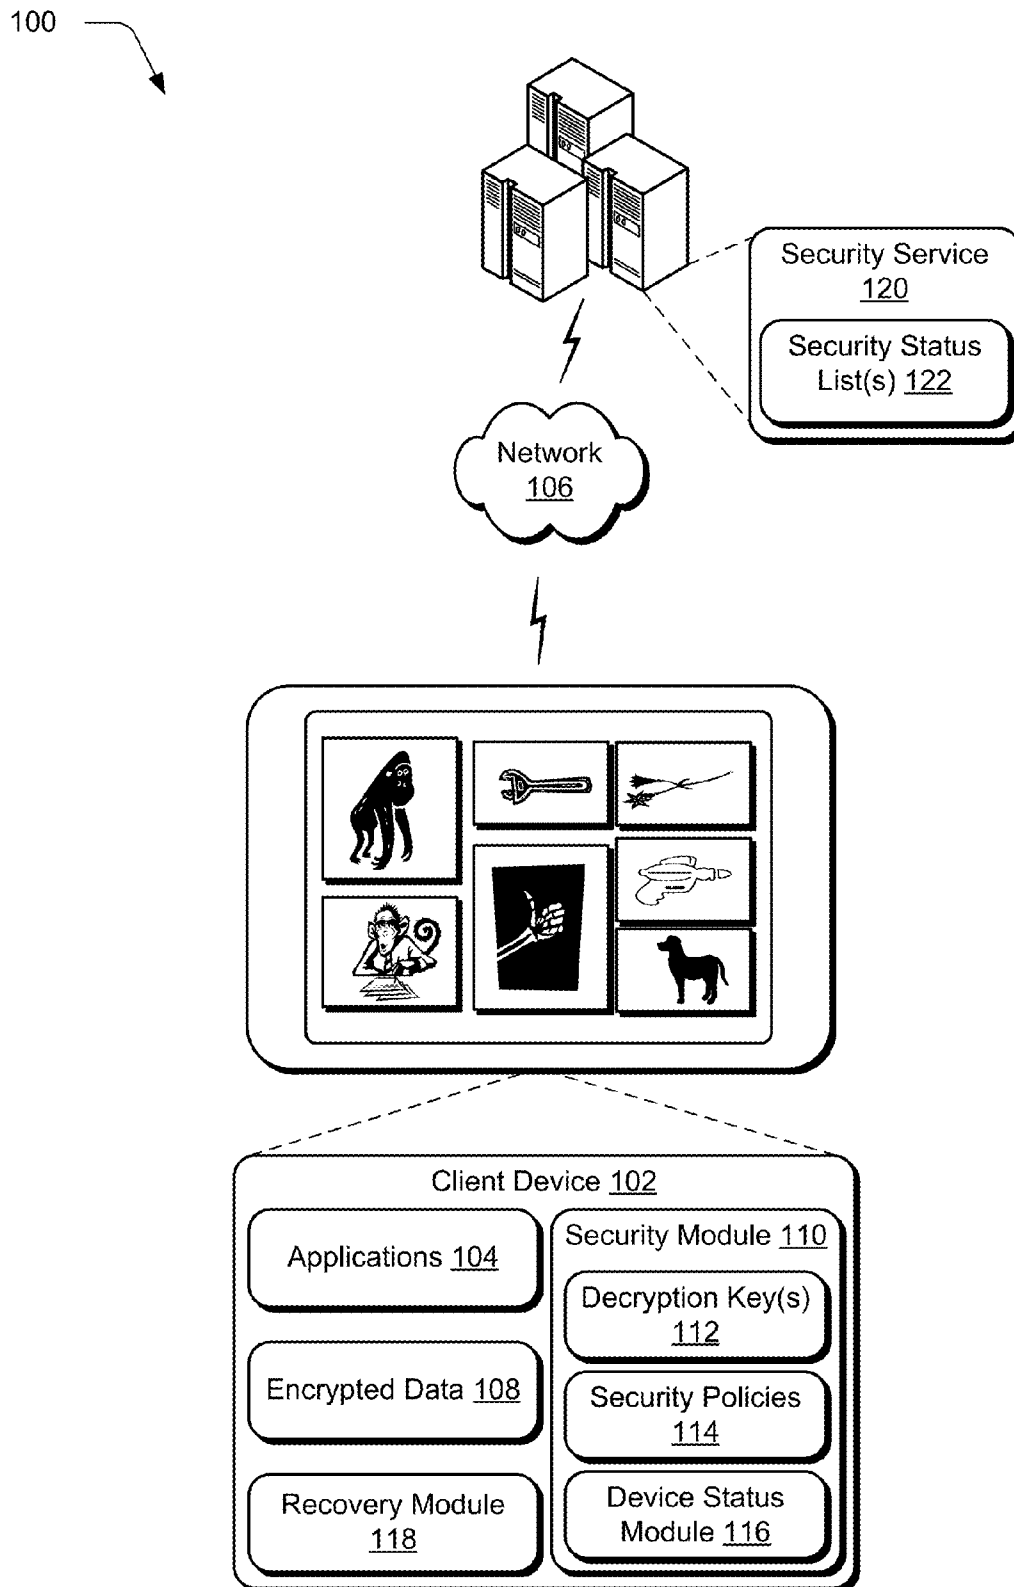 100
Security Service
120
Security Status
List(s) 122
Network
106
Client Device 102
Applications 104
Encrypted Data 108
Recovery Module
118
Security Module 110
Decryption Key(s)
112
Security Policies
114
Device Status
Module 116